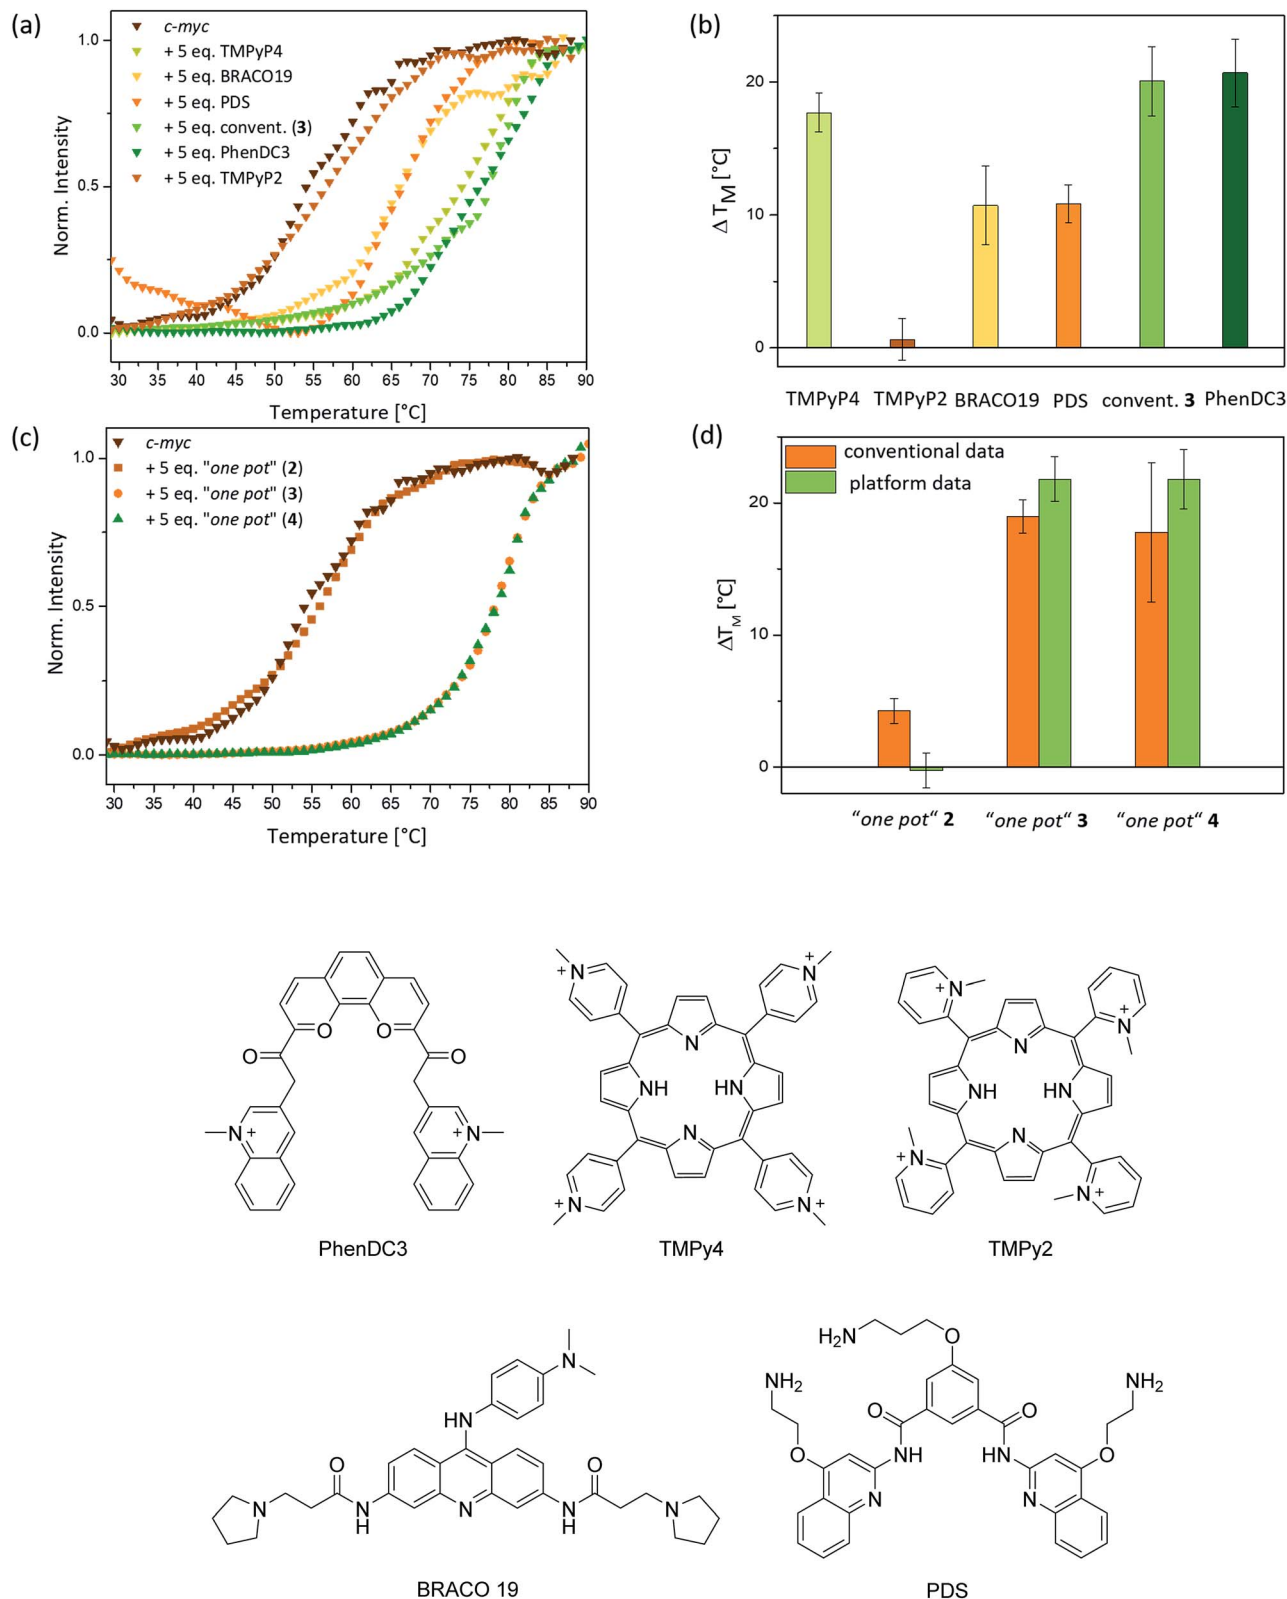 (a)
c-myc
+ 5 eq. TMPyP4
+ 5 eq. BRACO19
+ 5 eq. PDS
+ 5 eq. convent. (3)
+ 5 eq. PhenDC3
+ 5 eq. TMPyP2
Norm. Intensity
1.0
0.5
0.0
30 35 40 45 50 55 60 65 70 75 80 85 90
Temperature [°C]
(b)
Δ TM [°C]
20
10
0
TMPyP4 TMPyP2 BRACO19 PDS convent. 3 PhenDC3
(c)
c-myc
+ 5 eq. "one pot" (2)
+ 5 eq. "one pot" (3)
+ 5 eq. "one pot" (4)
Norm. Intensity
1.0
0.5
0.0
30 35 40 45 50 55 60 65 70 75 80 85 90
Temperature [°C]
(d)
conventional data
platform data
ΔTM [°C]
20
10
0
“one pot“ 2 “one pot“ 3 “one pot“ 4
O O
O O
N + + N
PhenDC3
+ N N +
N
NH HN
N
+ N N +
TMPy4
+ N N +
N
NH HN
N
+ N N +
TMPy2
N
HN
O O
N N H N N H N
BRACO 19
H2N O
NH2 NH2
O O
O NH HN O
N N
PDS